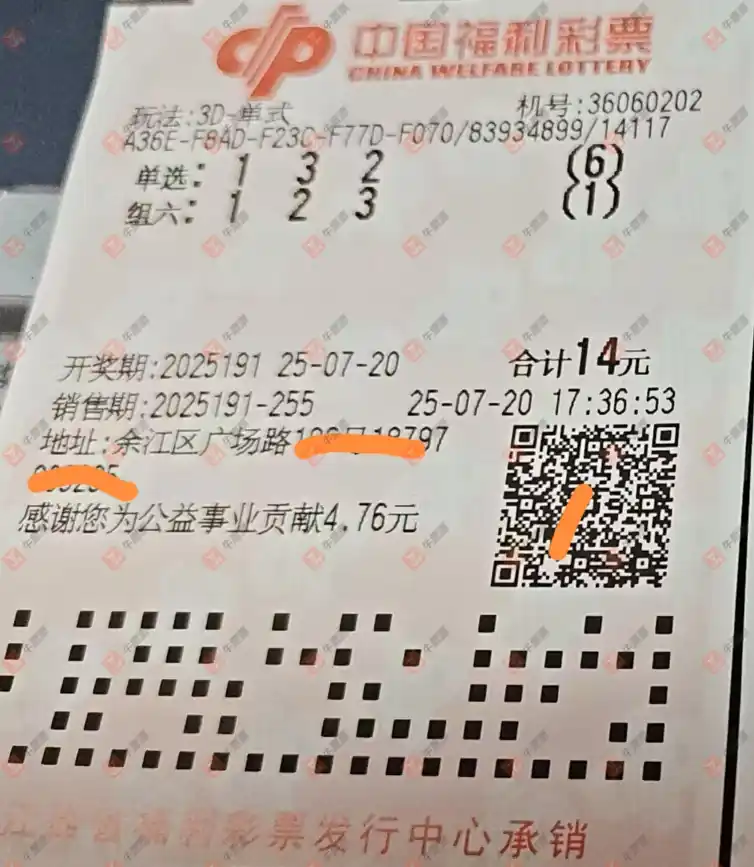 中国福利彩票
CHINA WELFARE LOTTERY
玩法:3D-单式 机号:36060202
A36E-F8AD-F23C-F77D-F070/83934899/14117
单选: 1 3 2 (6)
组六: 1 2 3 (1)
开奖期:2025191 25-07-20 合计14元
销售期:2025191-255 25-07-20 17:36:53
地址:余江区广场路
感谢您为公益事业贡献4.76元
江西省福利彩票发行中心承销